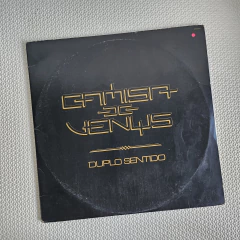 CAMISA
DE
VENUS
DUPLO SENTIDO